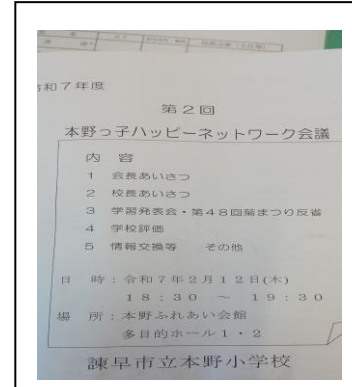 令和7年度
第2回
本野っ子ハッピーネットワーク会議
内 容
1 会長あいさつ
2 校長あいさつ
3 学習発表会・第48回菊まつり反省
4 学校評価
5 情報交換等 その他
日 時：令和7年2月12日(木)
18：30 ～ 19：30
場 所：本野ふれあい会館
多目的ホール1・2
諫早市立本野小学校